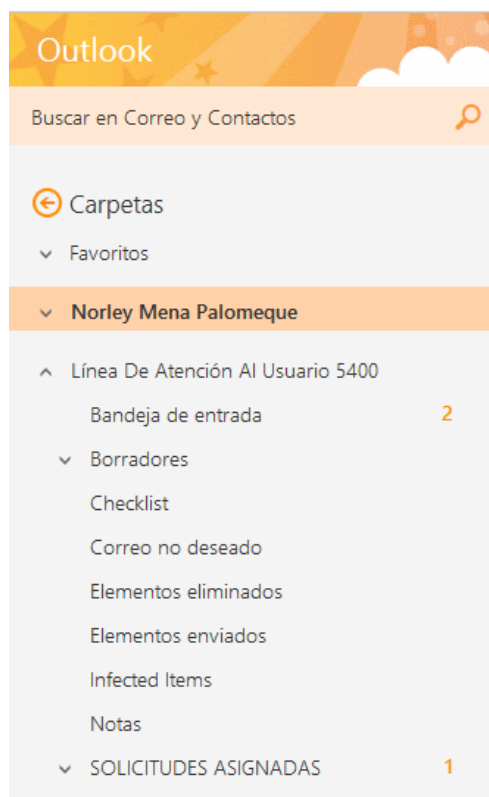 Outlook
Buscar en Correo y Contactos
Carpetas
Favoritos
Norley Mena Palomeque
Línea De Atención Al Usuario 5400
Bandeja de entrada 2
Borradores
Checklist
Correo no deseado
Elementos eliminados
Elementos enviados
Infected Items
Notas
SOLICITUDES ASIGNADAS 1